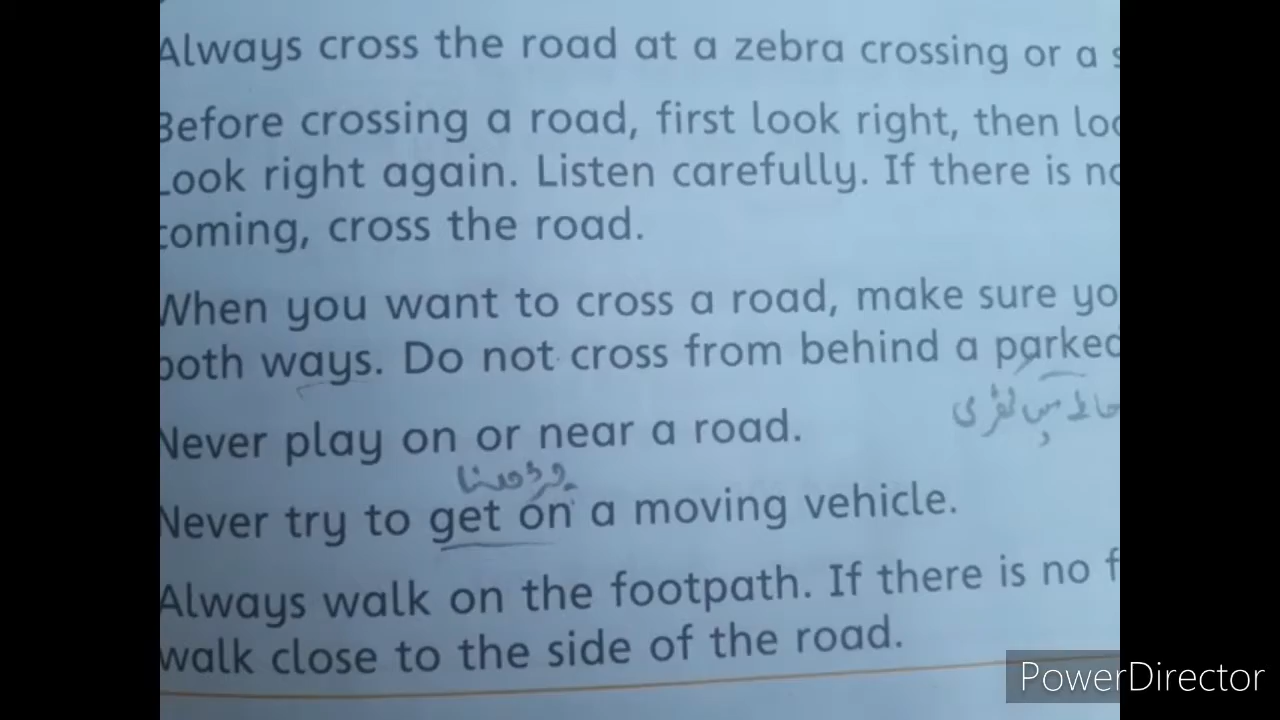 Always cross the road at a zebra crossing or a s
Before crossing a road, first look right, then loo
Look right again. Listen carefully. If there is no
coming, cross the road.
When you want to cross a road, make sure yo
both ways. Do not cross from behind a parked
Never play on or near a road.
Never try to get on a moving vehicle.
Always walk on the footpath. If there is no f
walk close to the side of the road.
PowerDirector